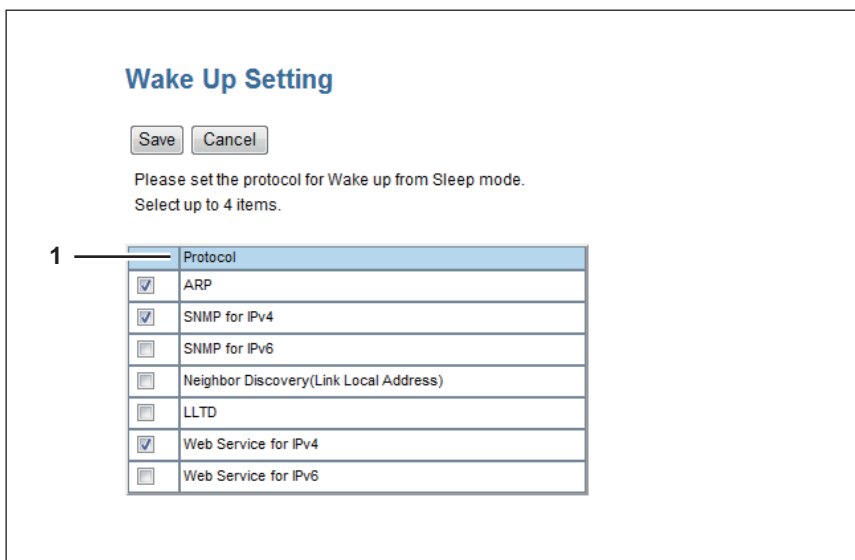 Wake Up Setting
Save Cancel
Please set the protocol for Wake up from Sleep mode.
Select up to 4 items.
1
Protocol
ARP
SNMP for IPv4
SNMP for IPv6
Neighbor Discovery(Link Local Address)
LLTD
Web Service for IPv4
Web Service for IPv6